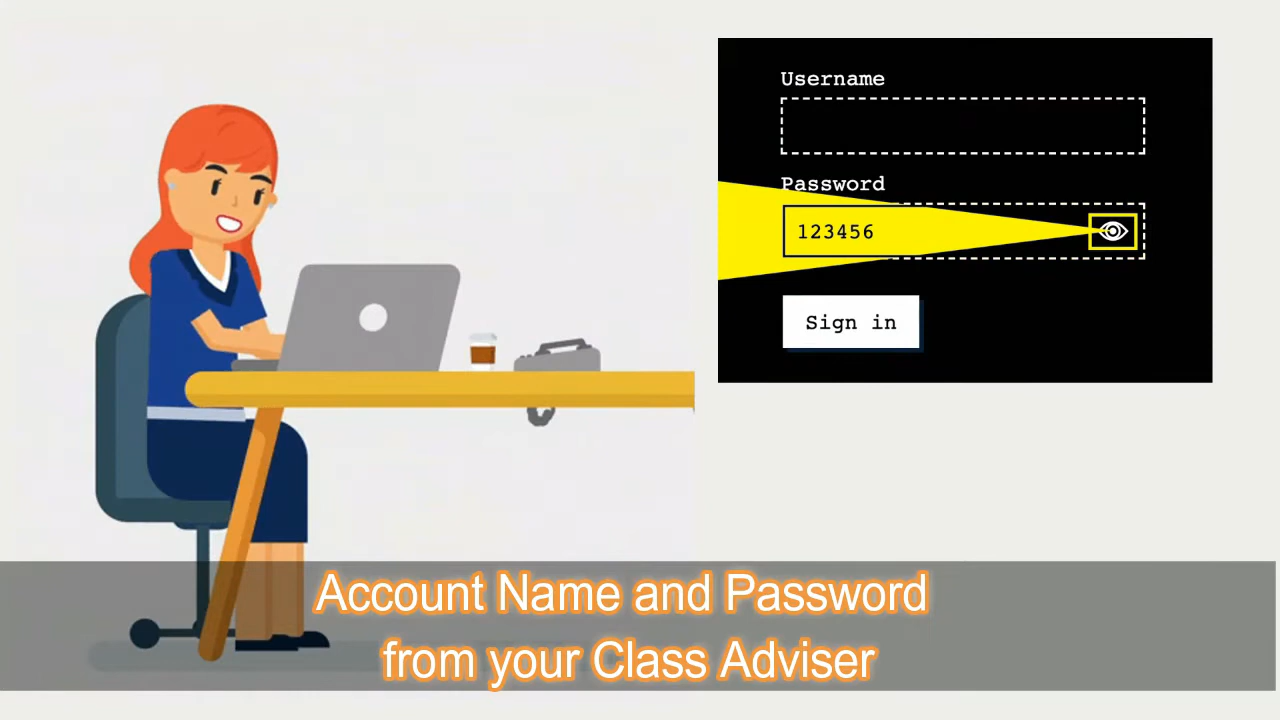 Username
Password
123456
Sign in
Account Name and Password
from your Class Adviser